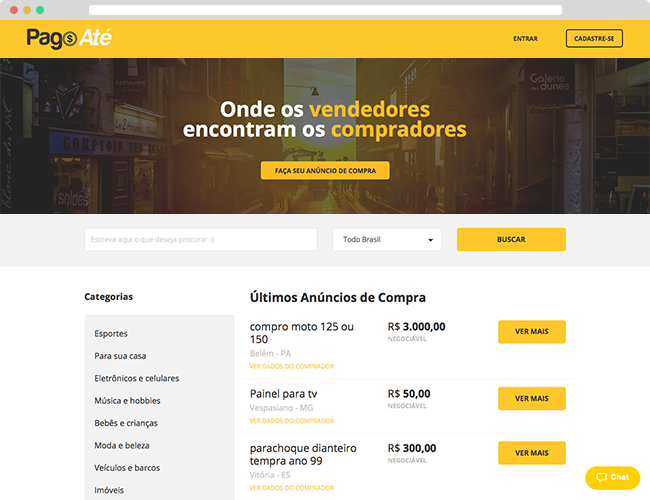 Pago Até
ENTRAR
CADASTRE-SE
Galerie
des dunes
COMPTOIR DES
soldes
Onde os vendedores
encontram os compradores
FAÇA SEU ANÚNCIO DE COMPRA
Escreva aqui o que deseja procurar ;)
Todo Brasil
BUSCAR
Categorias
Esportes
Para sua casa
Eletrônicos e celulares
Música e hobbies
Bebês e crianças
Moda e beleza
Veículos e barcos
Imóveis
Últimos Anúncios de Compra
compro moto 125 ou
150
Belém - PA
VER DADOS DO COMPRADOR
R$ 3.000,00
NEGOCIÁVEL
VER MAIS
Painel para tv
Vespasiano - MG
VER DADOS DO COMPRADOR
R$ 50,00
NEGOCIÁVEL
VER MAIS
parachoque dianteiro
tempra ano 99
Vitória - ES
VER DADOS DO COMPRADOR
R$ 300,00
NEGOCIÁVEL
VER MAIS
Chat